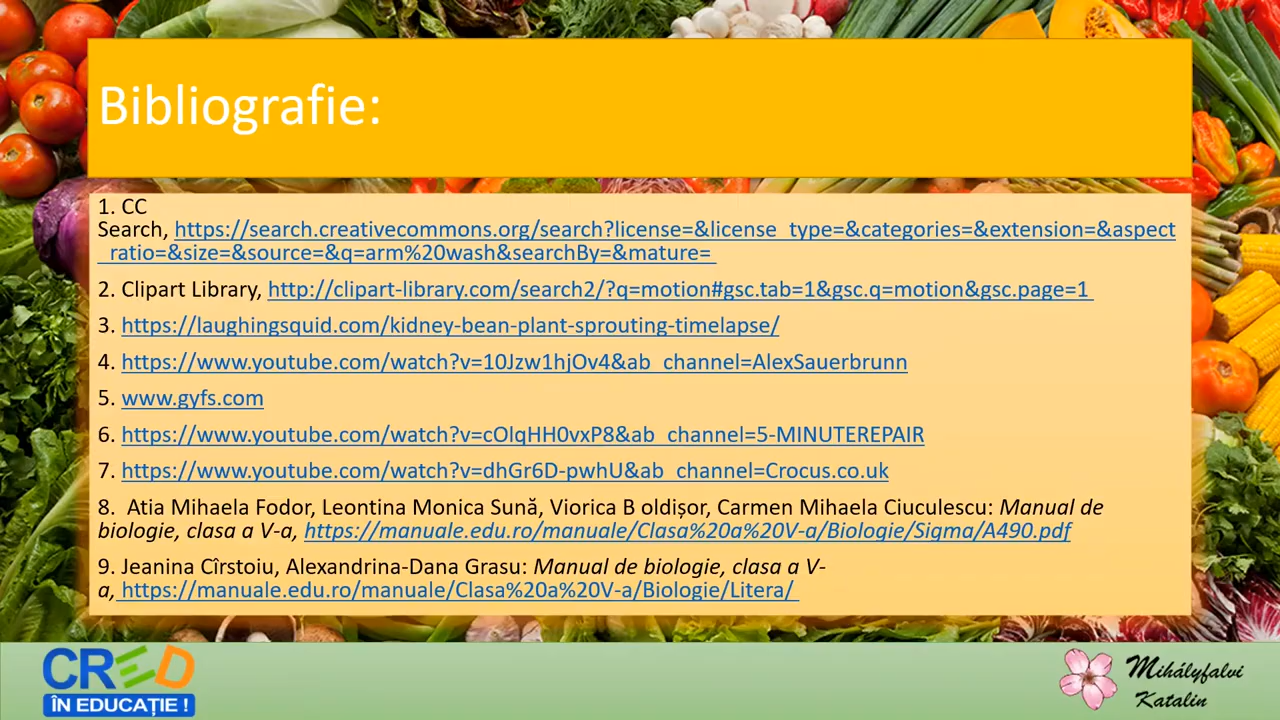 Bibliografie:
1. CC
Search, https://search.creativecommons.org/search?license=&license_type=&categories=&extension=&aspect
_ratio=&size=&source=&q=arm%20wash&searchBy=&mature=
2. Clipart Library, http://clipart-library.com/search2/?q=motion#gsc.tab=1&gsc.q=motion&gsc.page=1
3. https://laughingsquid.com/kidney-bean-plant-sprouting-timelapse/
4. https://www.youtube.com/watch?v=10Jzw1hjOv4&ab_channel=AlexSauerbrunn
5. www.gyfs.com
6. https://www.youtube.com/watch?v=cOlqHH0vxP8&ab_channel=5-MINUTEREPAIR
7. https://www.youtube.com/watch?v=dhGr6D-pwhU&ab_channel=Crocus.co.uk
8. Atia Mihaela Fodor, Leontina Monica Sună, Viorica B oldișor, Carmen Mihaela Ciuculescu: Manual de
biologie, clasa a V-a, https://manuale.edu.ro/manuale/Clasa%20a%20V-a/Biologie/Sigma/A490.pdf
9. Jeanina Cîrstoiu, Alexandrina-Dana Grasu: Manual de biologie, clasa a V-
a, https://manuale.edu.ro/manuale/Clasa%20a%20V-a/Biologie/Litera/
CRED
ÎN EDUCAȚIE !
Mihályfalvi
Katalin